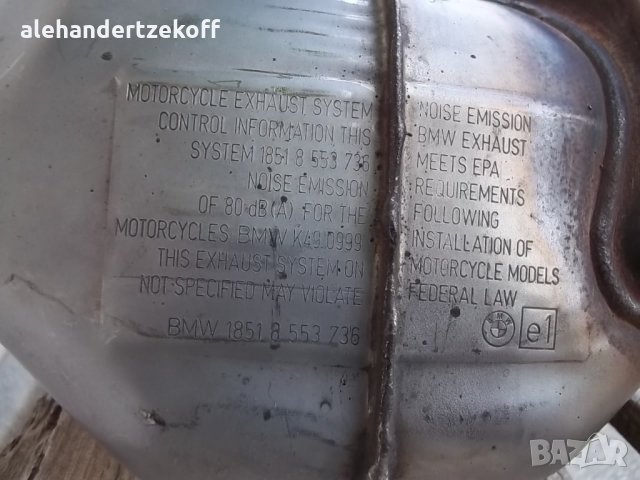 alehandertzekoff
MOTORCYCLE EXHAUST SYSTEM NOISE EMISSION
CONTROL INFORMATION THIS BMW EXHAUST
SYSTEM 1851 8 553 736 MEETS EPA
NOISE EMISSION REQUIREMENTS
OF 80 dB(A) FOR THE FOLLOWING
MOTORCYCLES BMW K49.0999 INSTALLATION OF
THIS EXHAUST SYSTEM ON MOTORCYCLE MODELS
NOT SPECIFIED MAY VIOLATE FEDERAL LAW
BMW 1851 8 553 736 e1
BAZAR